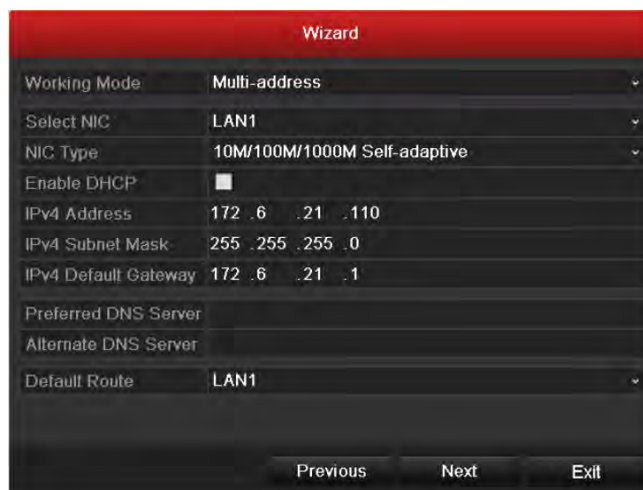 Wizard
Working Mode Multi-address
Select NIC LAN1
NIC Type 10M/100M/1000M Self-adaptive
Enable DHCP
IPv4 Address 172 .6 .21 .110
IPv4 Subnet Mask 255 .255 .255 .0
IPv4 Default Gateway 172 .6 .21 .1
Preferred DNS Server
Alternate DNS Server
Default Route LAN1
Previous Next Exit